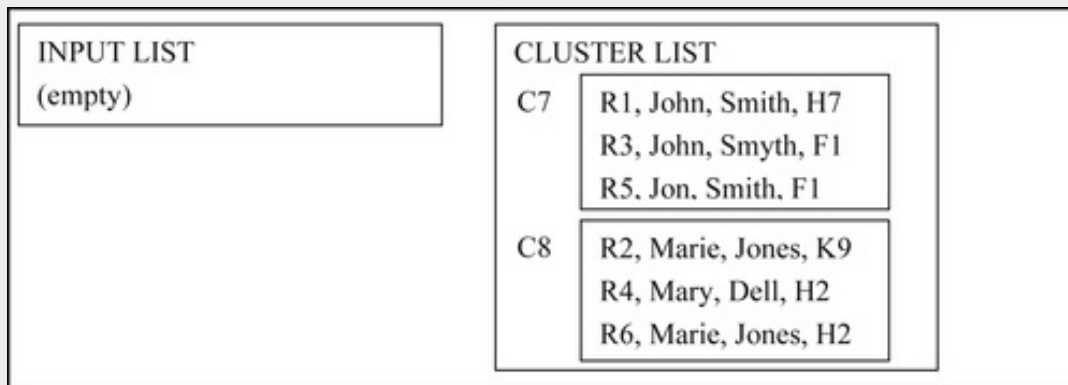 INPUT LIST
(empty)
CLUSTER LIST
C7
R1, John, Smith, H7
R3, John, Smyth, F1
R5, Jon, Smith, F1
C8
R2, Marie, Jones, K9
R4, Mary, Dell, H2
R6, Marie, Jones, H2